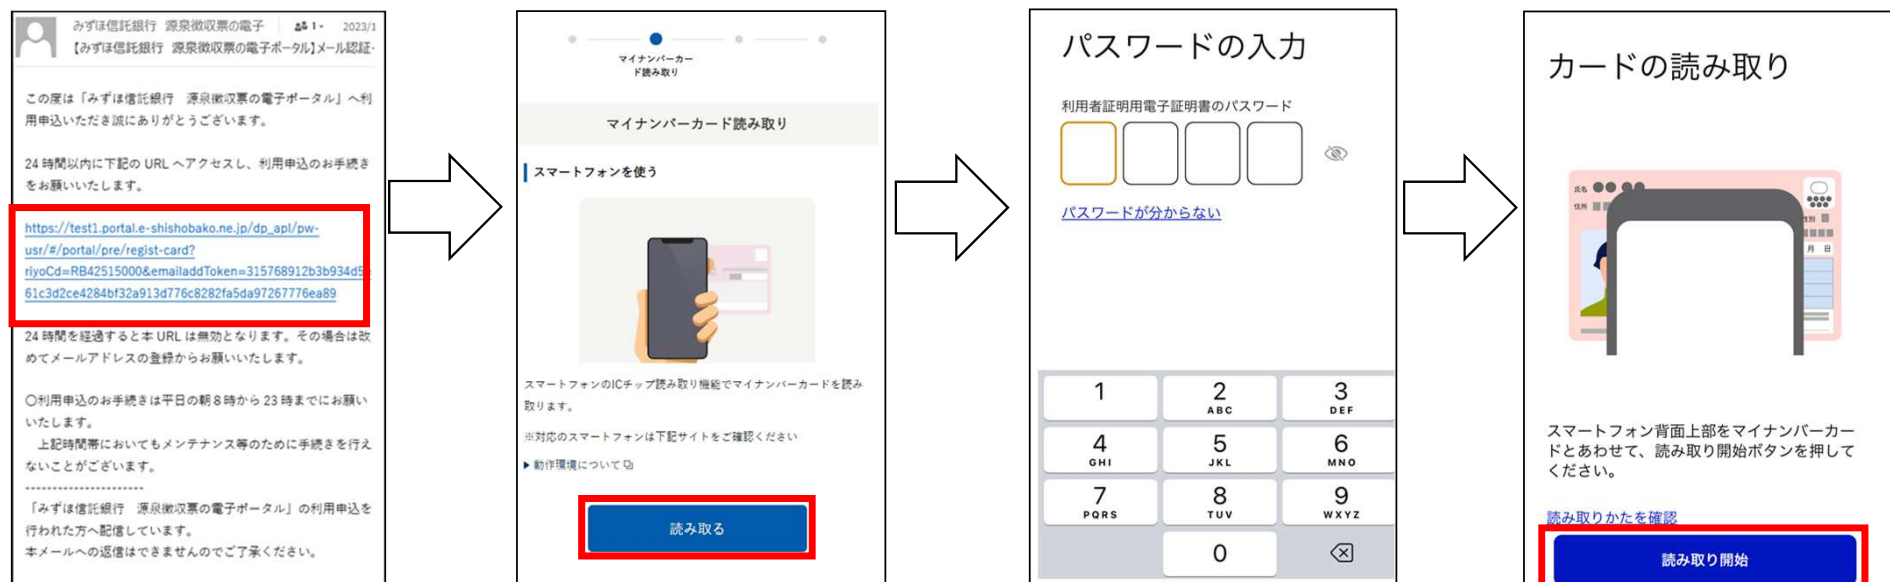 みずほ信託銀行 源泉徴収票の電子
1
2023/1
【みずほ信託銀行 源泉徴収票の電子ポータル】メール認証
この度は「みずほ信託銀行 源泉徴収票の電子ポータル」へ利
用申込いただき誠にありがとうございます。
24時間以内に下記の URL へアクセスし、利用申込のお手続き
をお願いいたします。
https://test1.portal.e-shishobako.ne.jp/dp_apl/pw-
usr/#/portal/pre/regist-card?
riyoCd=RB42515000&emailaddToken=315768912b3b934d5
61c3d2ce4284bf32a913d776c8282fa5da97267776ea89
24時間を経過すると本 URL は無効となります。その場合は改
めてメールアドレスの登録からお願いいたします。
〇利用申込のお手続きは平日の朝8時から23時までにお願い
いたします。
上記時間帯においてもメンテナンス等のために手続きを行え
ないことがございます。
----------------------
「みずほ信託銀行 源泉徴収票の電子ポータル」の利用申込を
行われた方へ配信しています。
本メールへの返信はできませんのでご了承ください。
マイナンバーカー
ド読み取り
マイナンバーカード読み取り
スマートフォンを使う
スマートフォンのICチップ読み取り機能でマイナンバーカードを読み
取ります。
※対応のスマートフォンは下記サイトをご確認ください
▶動作環境について
読み取る
パスワードの入力
利用者証明用電子証明書のパスワード
パスワードが分からない
1
2
ABC
3
DEF
4
GHI
5
JKL
6
MNO
7
PQRS
8
TUV
9
WXYZ
0
カードの読み取り
氏名
住所
性別
月 日
スマートフォン背面上部をマイナンバーカー
ドとあわせて、読み取り開始ボタンを押して
ください。
読み取りかたを確認
読み取り開始